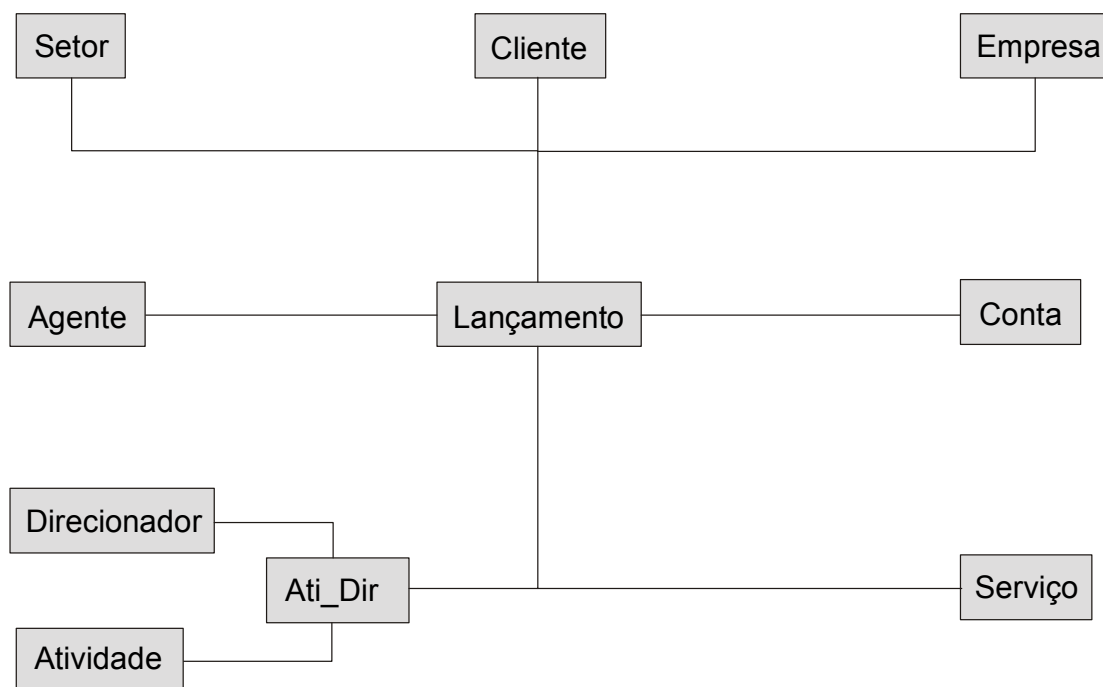 Setor
Cliente
Empresa
Agente
Lançamento
Conta
Direcionador
Ati_Dir
Serviço
Atividade